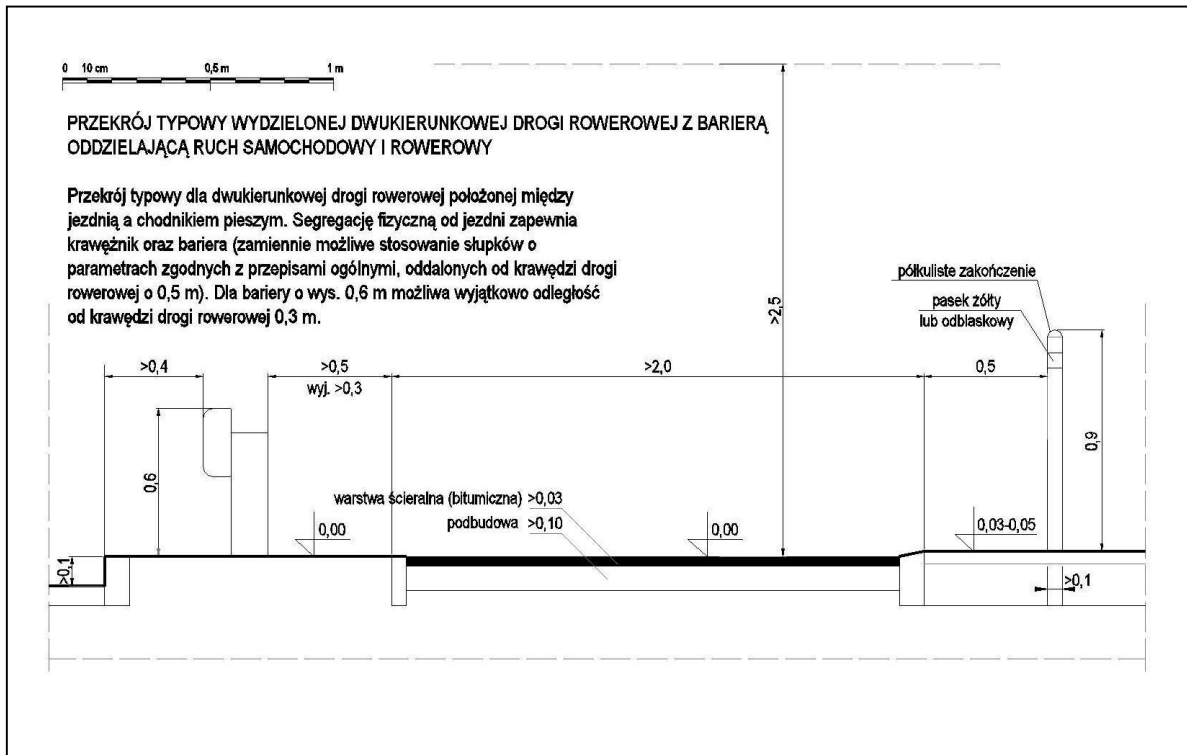 0 10 cm 0,5 m 1 m
PRZEKRÓJ TYPOWY WYDZIELONEJ DWUKIERUNKOWEJ DROGI ROWEROWEJ Z BARIERĄ
ODDZIELAJĄCĄ RUCH SAMOCHODOWY I ROWEROWY
Przekrój typowy dla dwukierunkowej drogi rowerowej położonej między
jezdnią a chodnikiem pieszym. Segregację fizyczną od jezdni zapewnia
krawężnik oraz bariera (zamiennie możliwe stosowanie słupków o
parametrach zgodnych z przepisami ogólnymi, oddalonych od krawędzi drogi
rowerowej o 0,5 m). Dla bariery o wys. 0,6 m możliwa wyjątkowo odległość
od krawędzi drogi rowerowej 0,3 m.
>2,5
półkuliste zakończenie
pasek żółty
lub odblaskowy
>0,4
>0,5
wyj. >0,3
>2,0
0,5
0,6
0,9
warstwa ścieralna (bitumiczna) >0,03
podbudowa >0,10
0,00
0,00
0,03-0,05
>0,1
>0,1